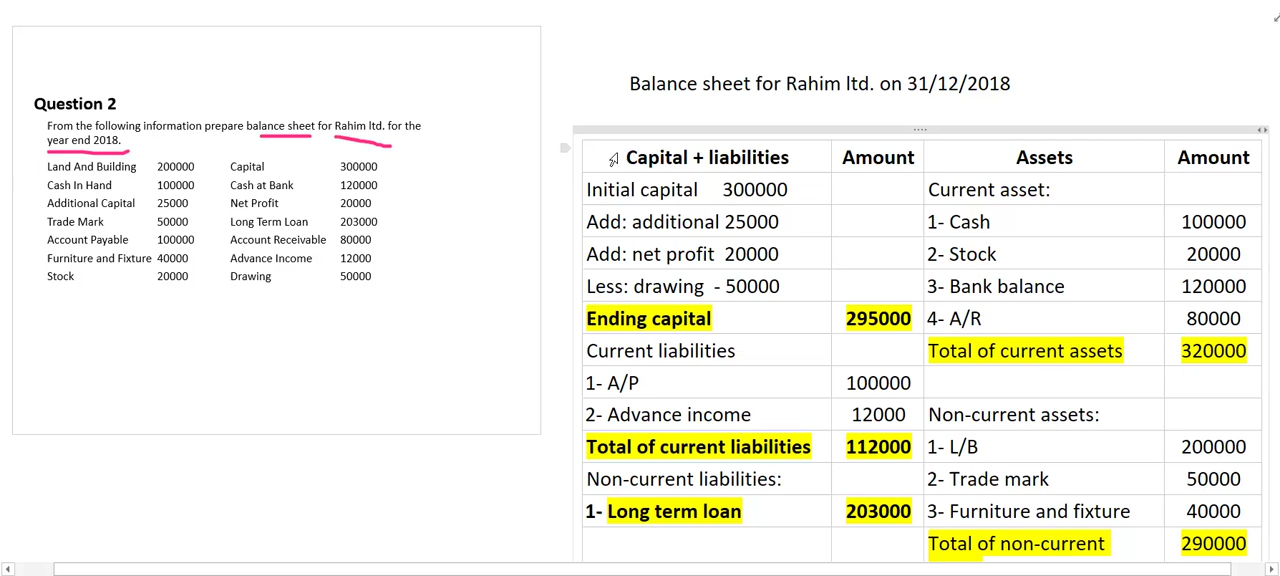 Question 2
From the following information prepare balance sheet for Rahim ltd. for the
year end 2018.
Land And Building 200000 Capital 300000
Cash In Hand 100000 Cash at Bank 120000
Additional Capital 25000 Net Profit 20000
Trade Mark 50000 Long Term Loan 203000
Account Payable 100000 Account Receivable 80000
Furniture and Fixture 40000 Advance Income 12000
Stock 20000 Drawing 50000
Balance sheet for Rahim ltd. on 31/12/2018
Capital + liabilities Amount Assets Amount
Initial capital 300000 Current asset:
Add: additional 25000 1- Cash 100000
Add: net profit 20000 2- Stock 20000
Less: drawing - 50000 3- Bank balance 120000
Ending capital 295000 4- A/R 80000
Current liabilities Total of current assets 320000
1- A/P 100000
2- Advance income 12000 Non-current assets:
Total of current liabilities 112000 1- L/B 200000
Non-current liabilities: 2- Trade mark 50000
1- Long term loan 203000 3- Furniture and fixture 40000
Total of non-current 290000